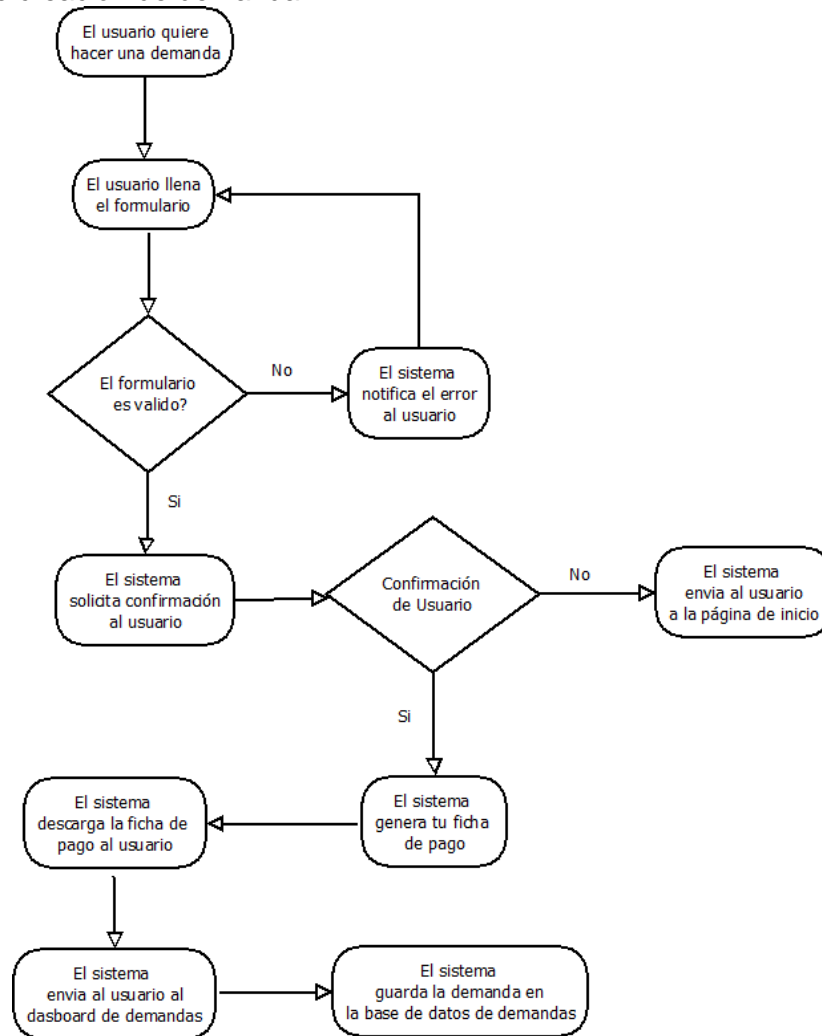 El usuario quiere
hacer una demanda
El usuario llena
el formulario
El formulario
es valido?
No
El sistema
notifica el error
al usuario
Si
El sistema
solicita confirmación
al usuario
Confirmación
de Usuario
No
El sistema
envia al usuario
a la página de inicio
Si
El sistema
genera tu ficha
de pago
El sistema
descarga la ficha de
pago al usuario
El sistema
envia al usuario al
dasboard de demandas
El sistema
guarda la demanda en
la base de datos de demandas